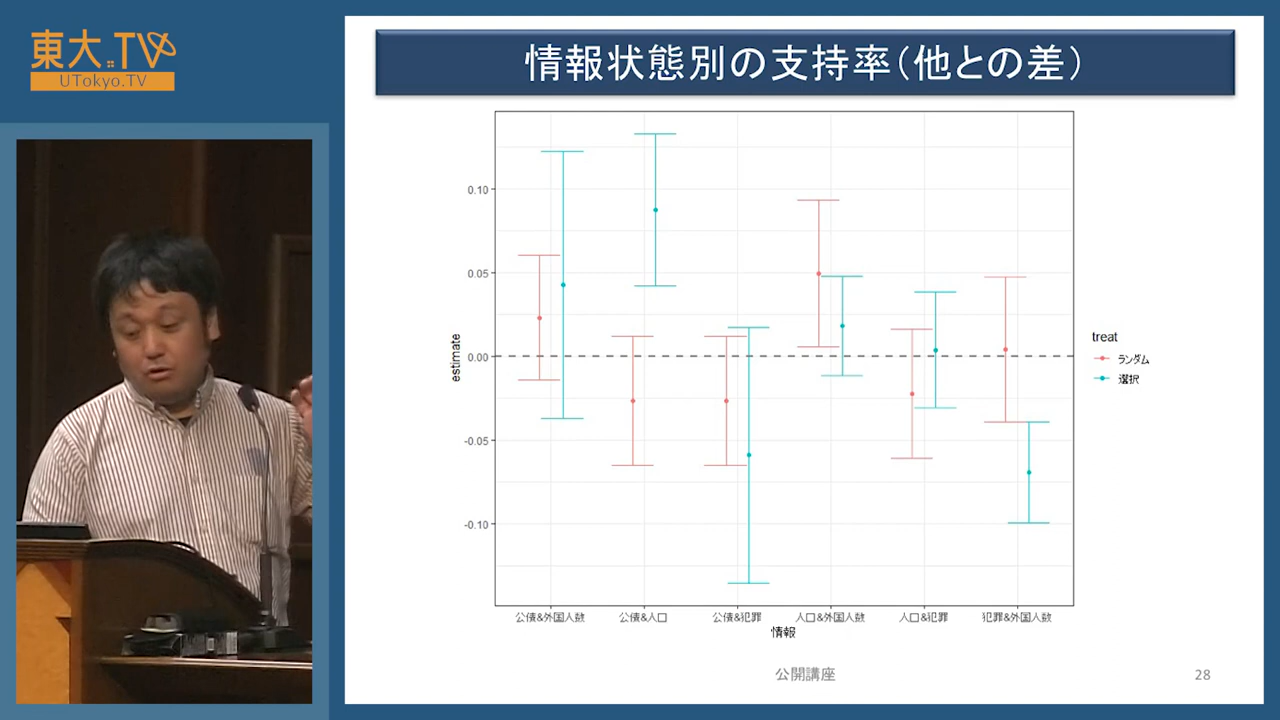 東大.TV
UTokyo.TV
情報状態別の支持率（他との差）
0.10
0.05
0.00
-0.05
-0.10
estimate
公債&外国人数
公債&人口
公債&犯罪
人口&外国人数
人口&犯罪
犯罪&外国人数
情報
treat
ランダム
選択
公開講座
28